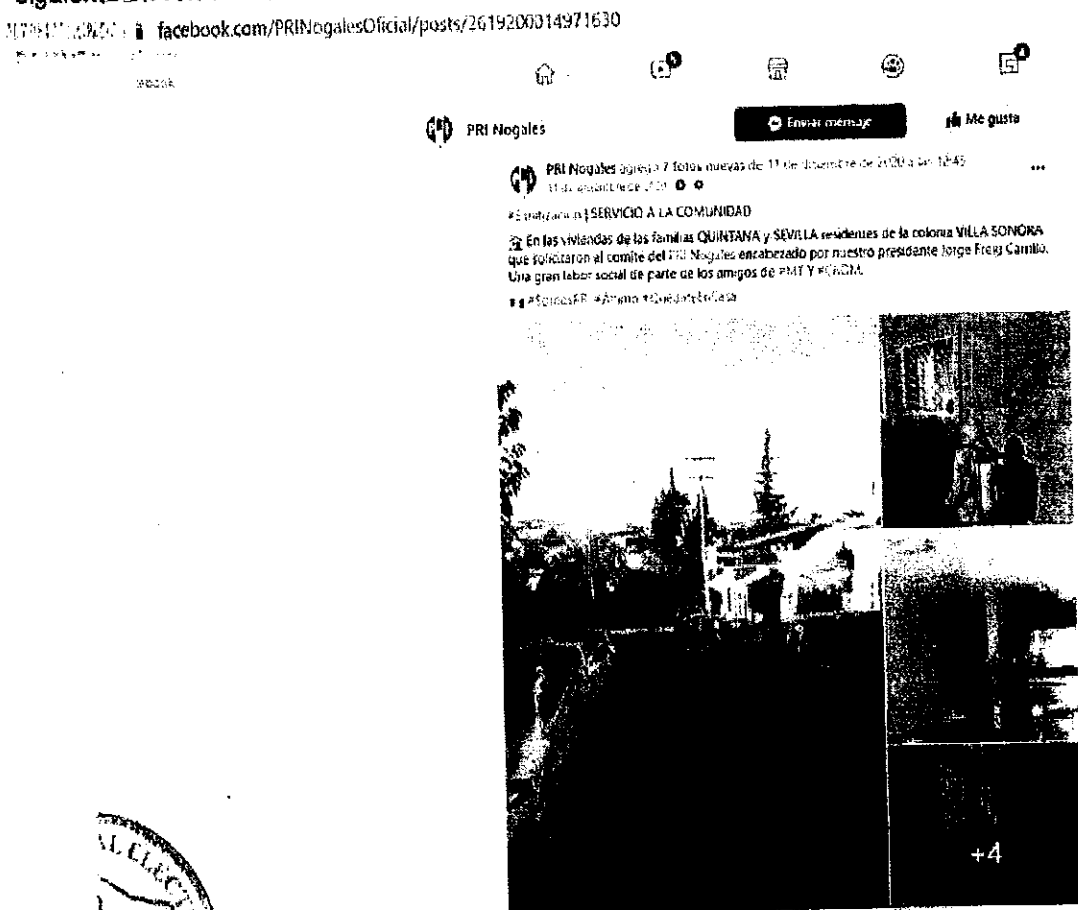 facebook.com/PRINogalesOficial/posts/2619200014971630
PRI Nogales
Enviar mensaje
Me gusta
PRI Nogales agregó 7 fotos nuevas de 11 de diciembre de 2020 a las 12:45
SERVICIO A LA COMUNIDAD
En las viviendas de las familias QUINTANA y SEVILLA residentes de la colonia VILLA SONORA
que solicitaron al comité del PRI Nogales encabezado por nuestro presidente Jorge Freig Carrillo.
Una gran labor social de parte de los amigos de
#QuédateEnCasa
+4